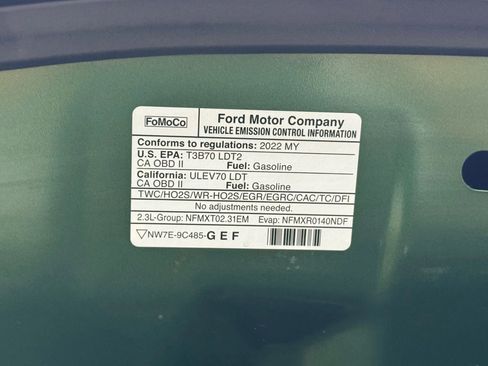 FoMoCo
Ford Motor Company
VEHICLE EMISSION CONTROL INFORMATION
Conforms to regulations: 2022 MY
U.S. EPA: T3B70 LDT2
CA OBD II Fuel: Gasoline
California: ULEV70 LDT
CA OBD II Fuel: Gasoline
TWC/HO2S/WR-HO2S/EGR/EGRC/CAC/TC/DFI
No adjustments needed.
2.3L-Group: NFMXT02.31EM Evap: NFMXR0140NDF
NW7E-9C485-GEF